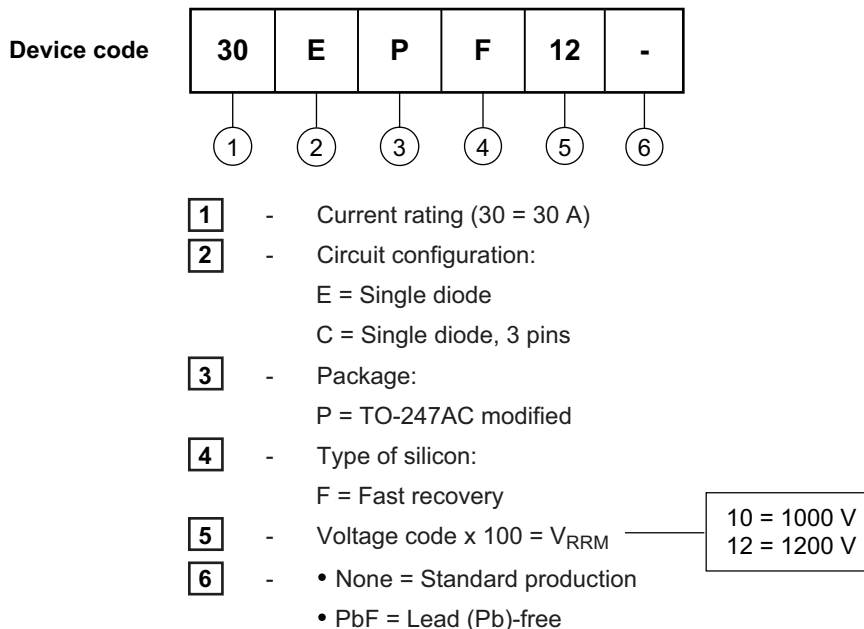 Device code 30 E P F 12 -
1 2 3 4 5 6
1 - Current rating (30 = 30 A)
2 - Circuit configuration:
E = Single diode
C = Single diode, 3 pins
3 - Package:
P = TO-247AC modified
4 - Type of silicon:
F = Fast recovery
5 - Voltage code x 100 = VRRM
10 = 1000 V
12 = 1200 V
6 - • None = Standard production
• PbF = Lead (Pb)-free